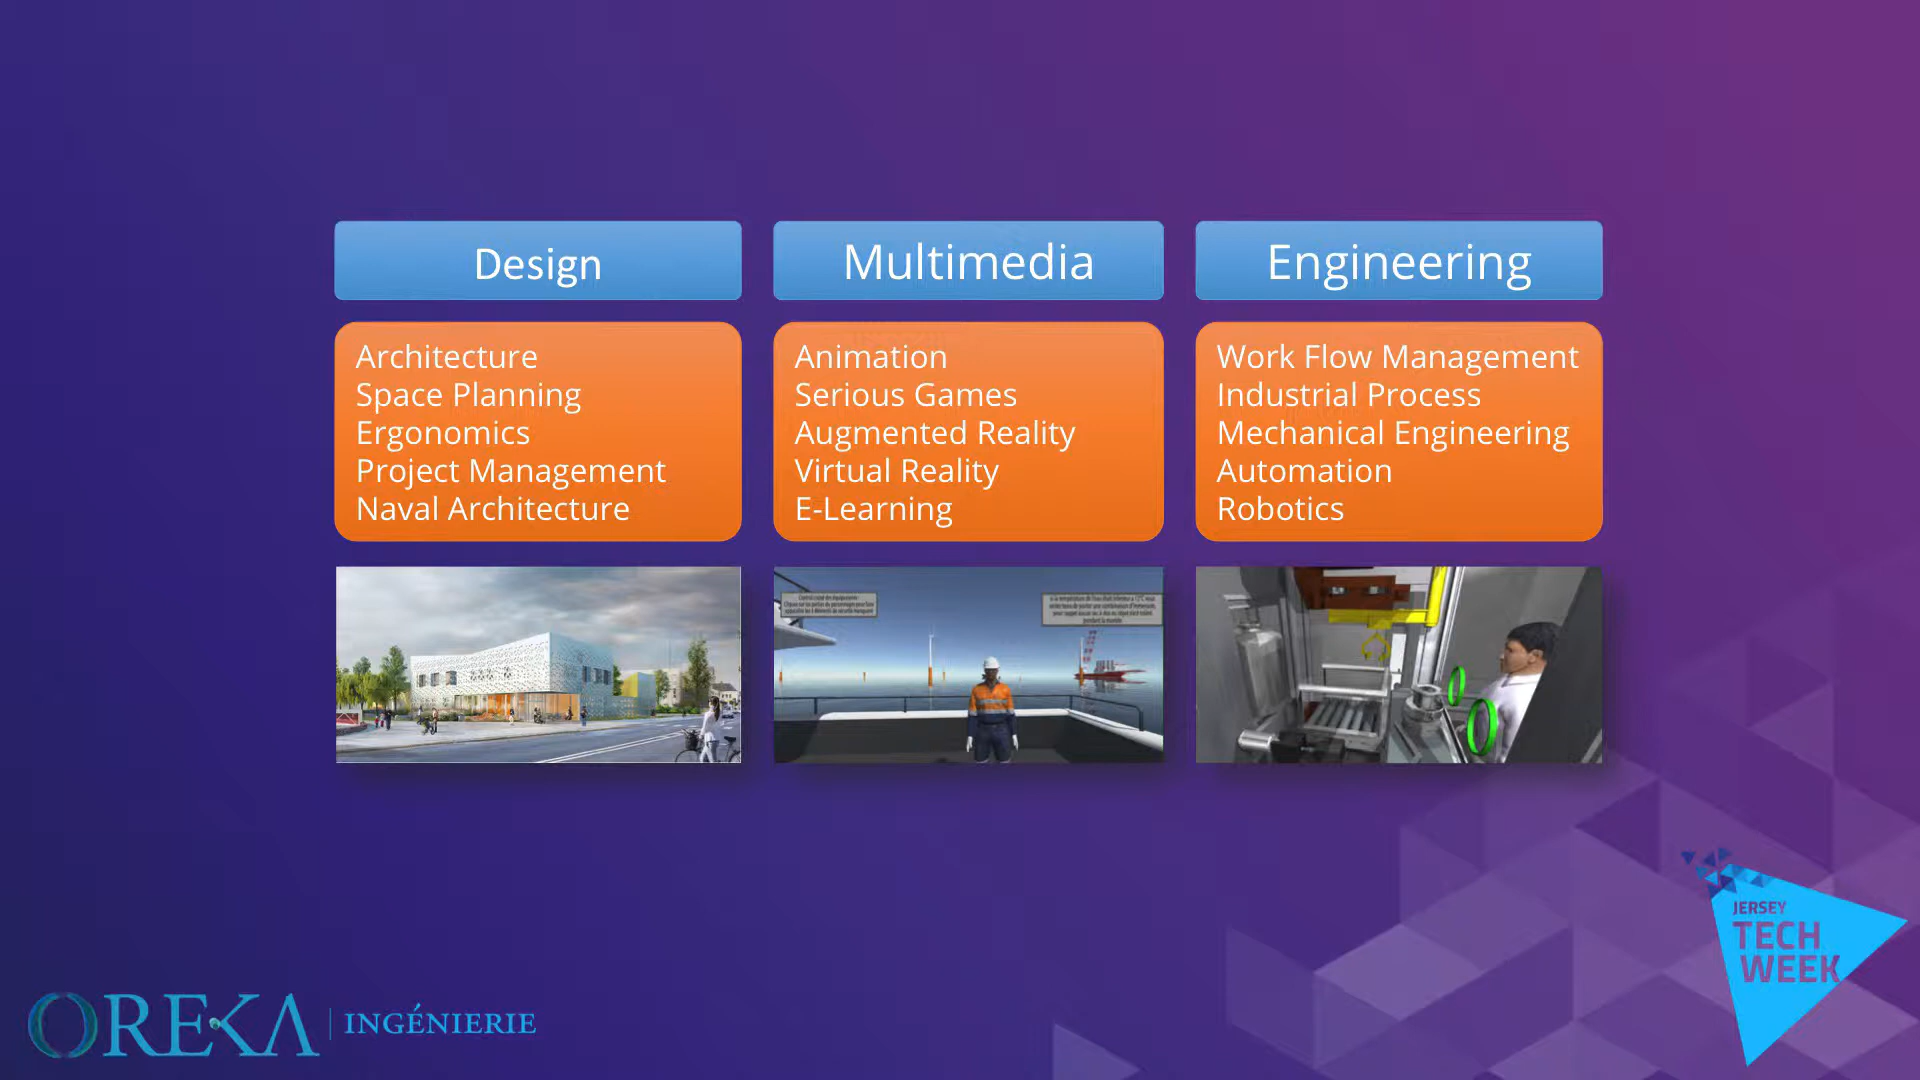 Design
Multimedia
Engineering
Architecture
Space Planning
Ergonomics
Project Management
Naval Architecture
Animation
Serious Games
Augmented Reality
Virtual Reality
E-Learning
Work Flow Management
Industrial Process
Mechanical Engineering
Automation
Robotics
JERSEY
TECH
WEEK
OREKA INGÉNIERIE